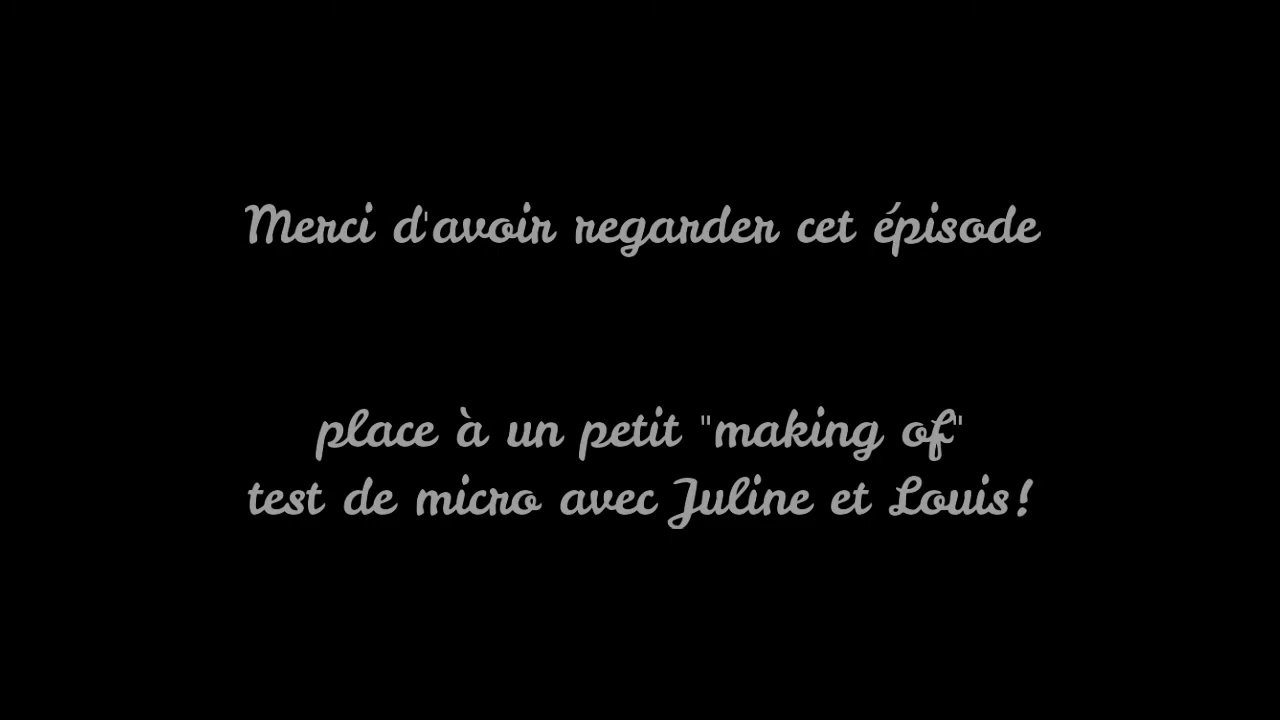 Merci d'avoir regarder cet épisode
place à un petit "making of"
test de micro avec Juline et Louis!